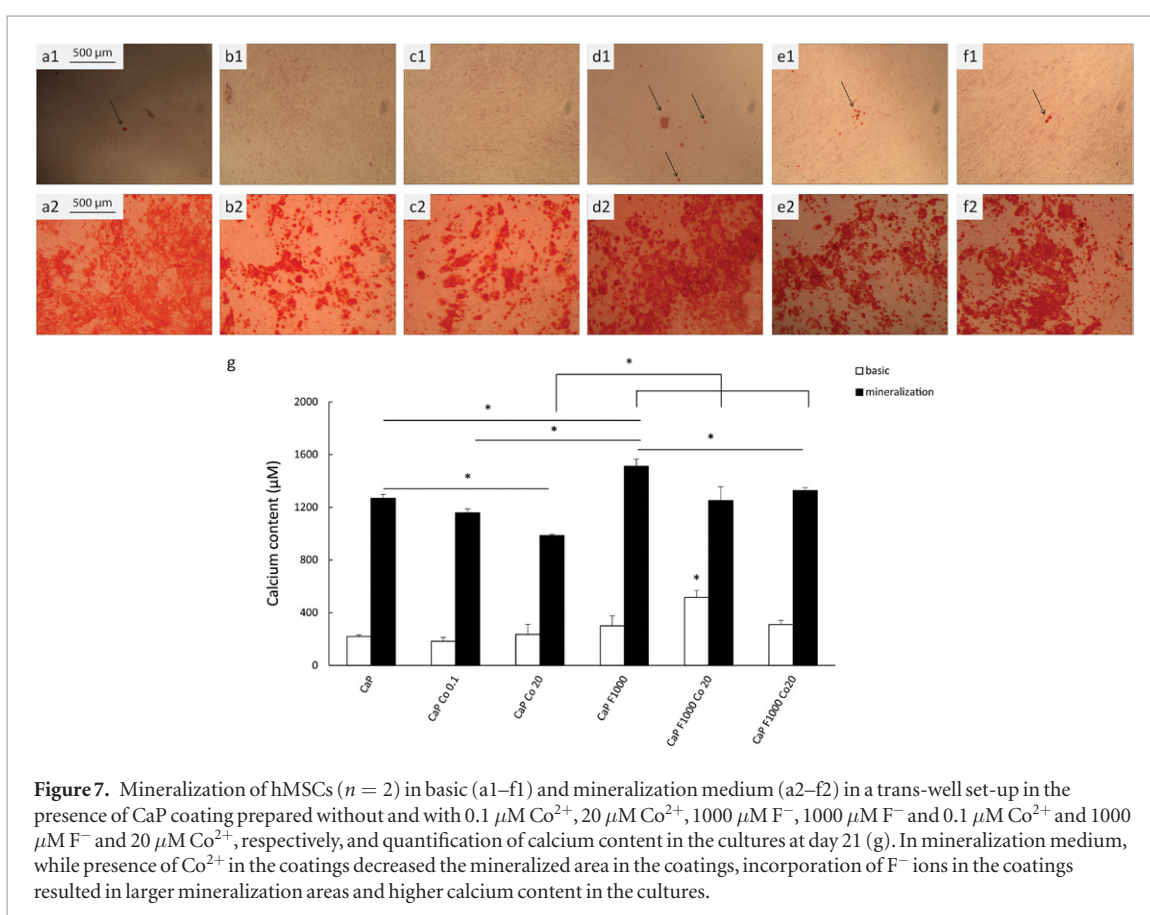 a1 500 µm
b1
c1
d1
e1
f1
a2 500 µm
b2
c2
d2
e2
f2
g
*
basic
mineralization
2000
1600
1200
800
400
0
Calcium content (µM)
*
*
*
*
*
CaP
CaP Co 0.1
CaP Co 20
CaP F1000
CaP F1000 Co 20
CaP F1000 Co20
Figure 7. Mineralization of hMSCs (n = 2) in basic (a1–f1) and mineralization medium (a2–f2) in a trans-well set-up in the
presence of CaP coating prepared without and with 0.1 µM Co²⁺, 20 µM Co²⁺, 1000 µM F⁻, 1000 µM F⁻ and 0.1 µM Co²⁺ and 1000
µM F⁻ and 20 µM Co²⁺, respectively, and quantification of calcium content in the cultures at day 21 (g). In mineralization medium,
while presence of Co²⁺ in the coatings decreased the mineralized area in the coatings, incorporation of F⁻ ions in the coatings
resulted in larger mineralization areas and higher calcium content in the cultures.